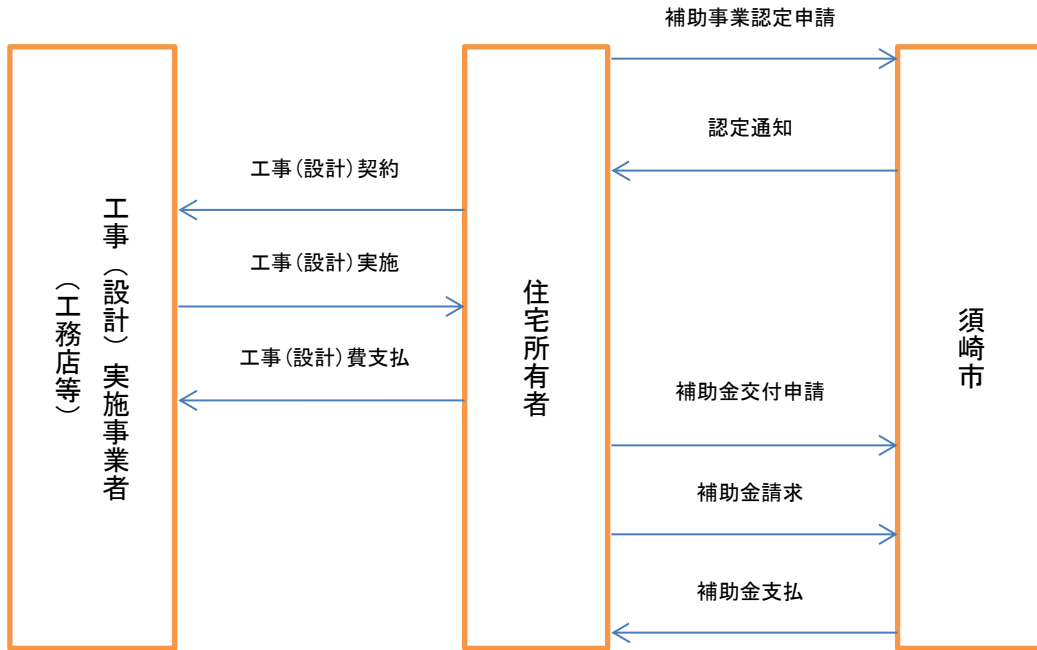 補助事業認定申請
認定通知
工事（設計）契約
工事（設計）実施
工事（設計）費支払
補助金交付申請
補助金請求
補助金支払
工事（設計）実施事業者
（工務店等）
住宅所有者
須崎市